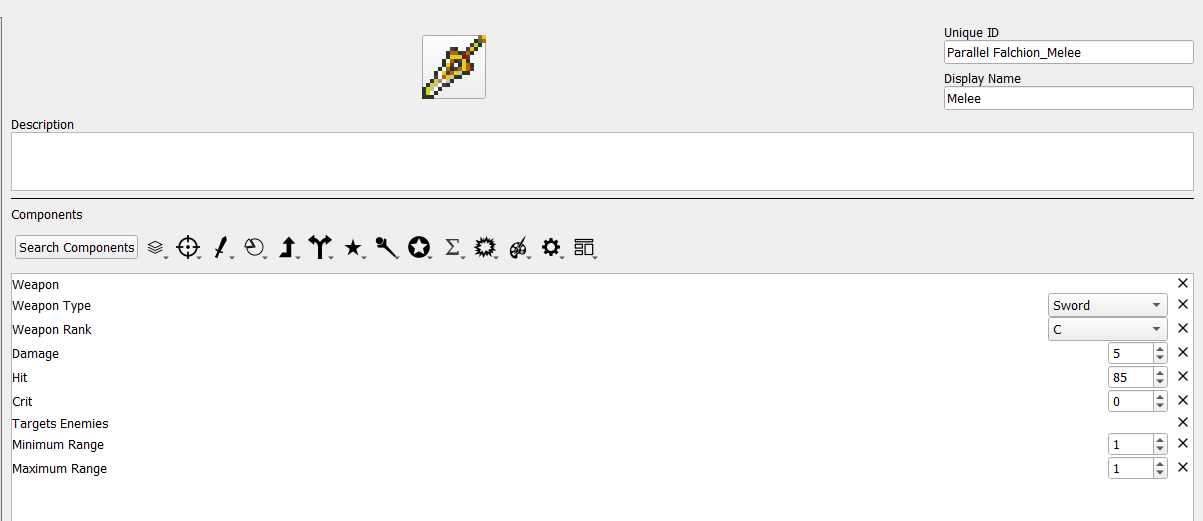 Unique ID
Parallel Falchion_Melee
Display Name
Melee
Description
Components
Search Components
Weapon
Weapon Type Sword
Weapon Rank C
Damage 5
Hit 85
Crit 0
Targets Enemies
Minimum Range 1
Maximum Range 1